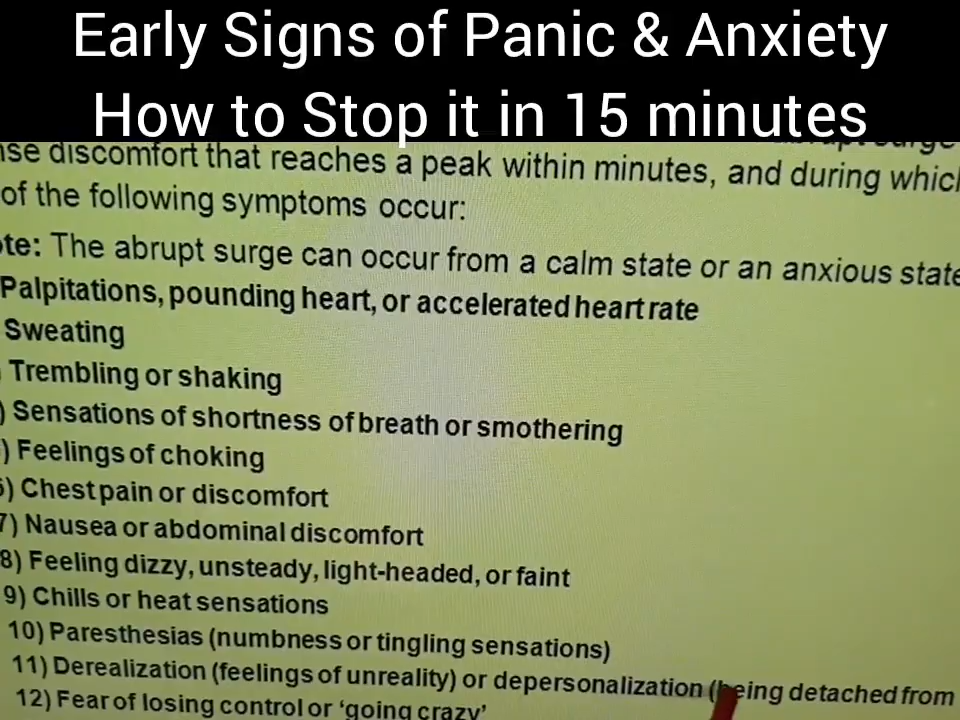 Early Signs of Panic & Anxiety
How to Stop it in 15 minutes
discomfort that reaches a peak within minutes, and during
of the following symptoms occur:
The abrupt surge can occur from a calm state or an anxious state
Palpitations, pounding heart, or accelerated heart rate
Sweating
Trembling or shaking
) Sensations of shortness of breath or smothering
) Feelings of choking
) Chest pain or discomfort
7) Nausea or abdominal discomfort
8) Feeling dizzy, unsteady, light-headed, or faint
9) Chills or heat sensations
10) Paresthesias (numbness or tingling sensations)
11) Derealization (feelings of unreality) or depersonalization (being detached from
12) Fear of losing control or ‘going crazy’